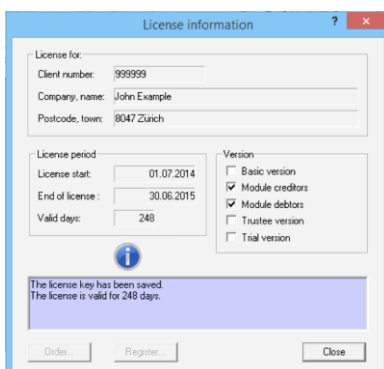 License information
? ×
License for:
Client number: 999999
Company, name: John Example
Postcode, town: 8047 Zürich
License period
License start: 01.07.2014
End of license : 30.06.2015
Valid days: 248
Version
Basic version
Module creditors
Module debtors
Trustee version
Trial version
The license key has been saved.
The license is valid for 248 days.
Order... Register... Close